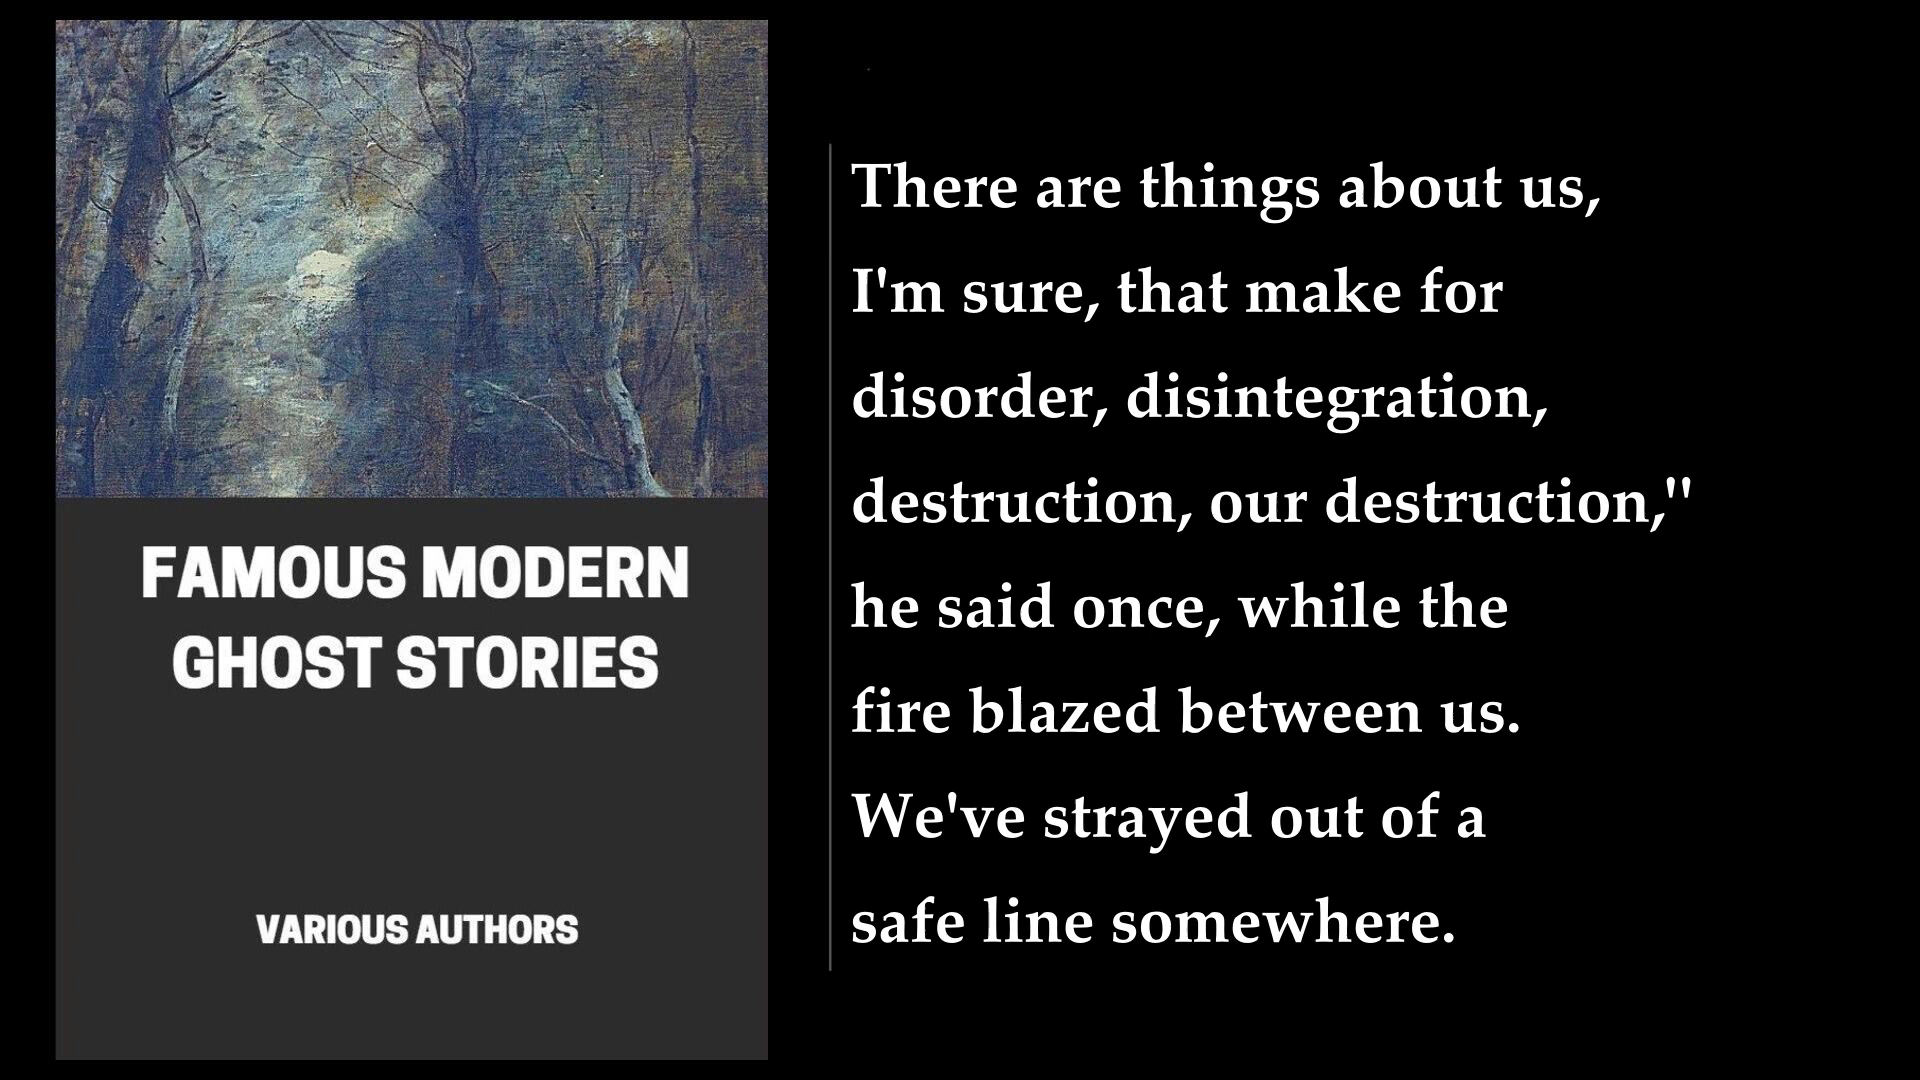 FAMOUS MODERN
GHOST STORIES
VARIOUS AUTHORS
There are things about us,
I'm sure, that make for
disorder, disintegration,
destruction, our destruction,"
he said once, while the
fire blazed between us.
We've strayed out of a
safe line somewhere.